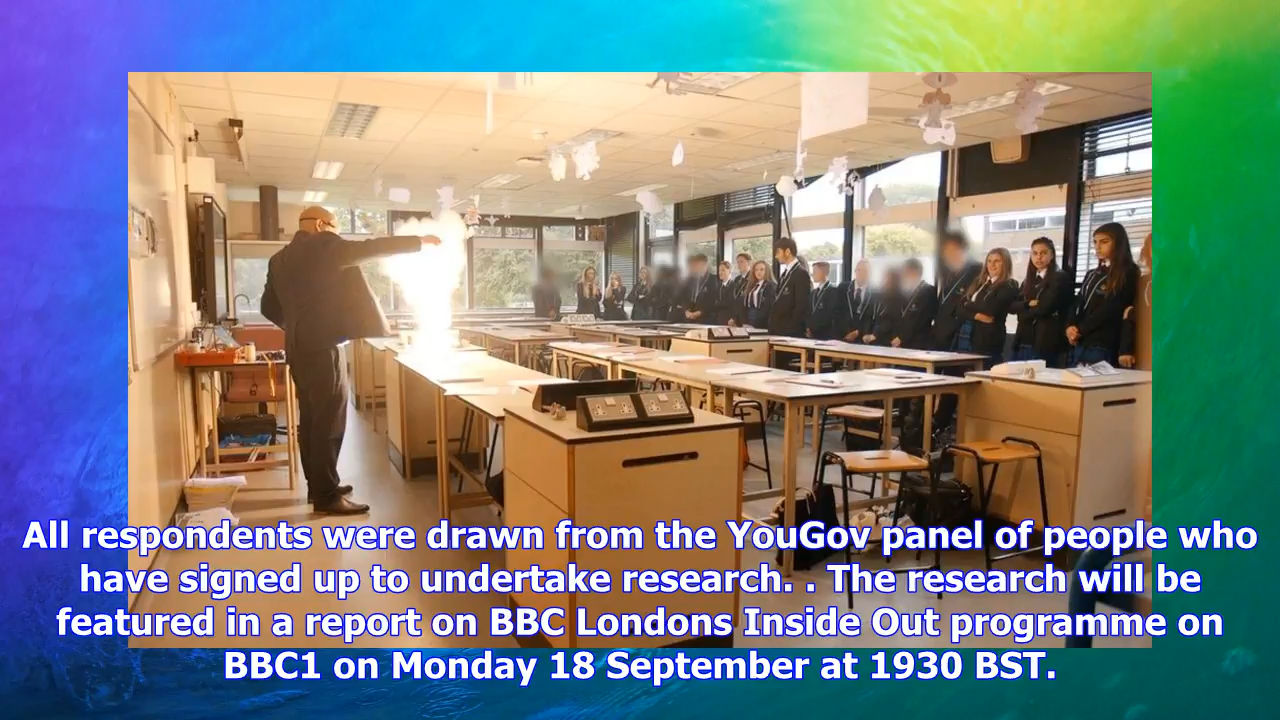 All respondents were drawn from the YouGov panel of people who
have signed up to undertake research. . The research will be
featured in a report on BBC Londons Inside Out programme on
BBC1 on Monday 18 September at 1930 BST.